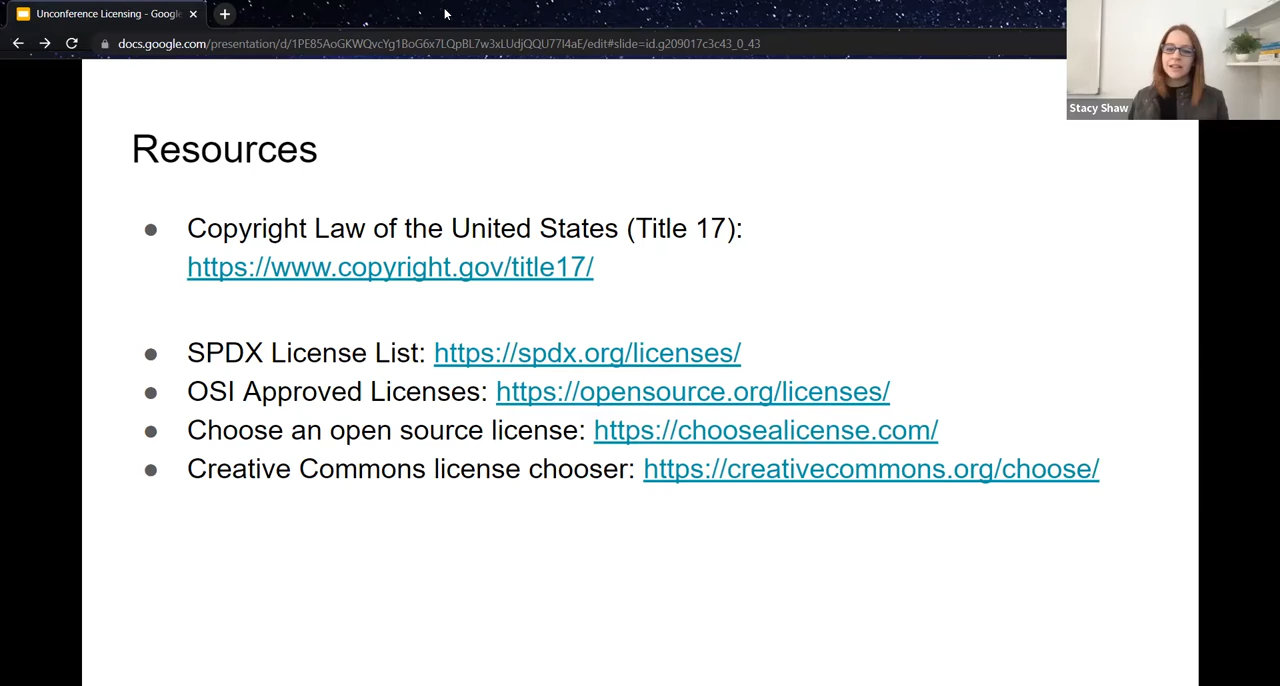 Unconference Licensing - Google
docs.google.com/presentation/d/1PE85AoGKWQvcYg1BoG6x7LQpBL7w3xLUdjQQU77I4aE/edit#slide=id.g209017c3c43_0_43
Stacy Shaw
Resources
● Copyright Law of the United States (Title 17):
https://www.copyright.gov/title17/
● SPDX License List: https://spdx.org/licenses/
● OSI Approved Licenses: https://opensource.org/licenses/
● Choose an open source license: https://choosealicense.com/
● Creative Commons license chooser: https://creativecommons.org/choose/